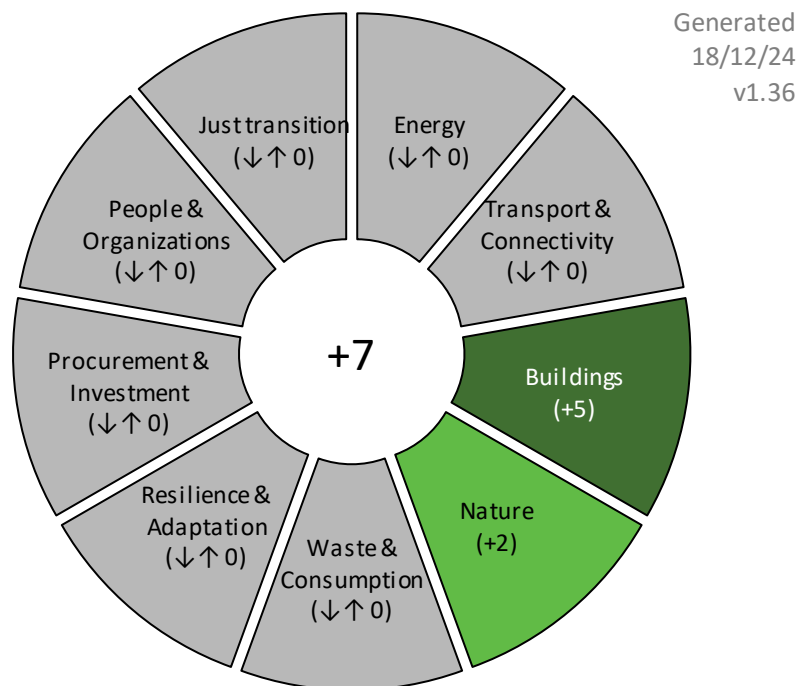 Generated
18/12/24
v1.36
Just transition
(↓↑ 0)
Energy
(↓↑ 0)
People &
Organizations
(↓↑ 0)
Transport &
Connectivity
(↓↑ 0)
+7
Procurement &
Investment
(↓↑ 0)
Buildings
(+5)
Resilience &
Adaptation
(↓↑ 0)
Nature
(+2)
Waste &
Consumption
(↓↑ 0)